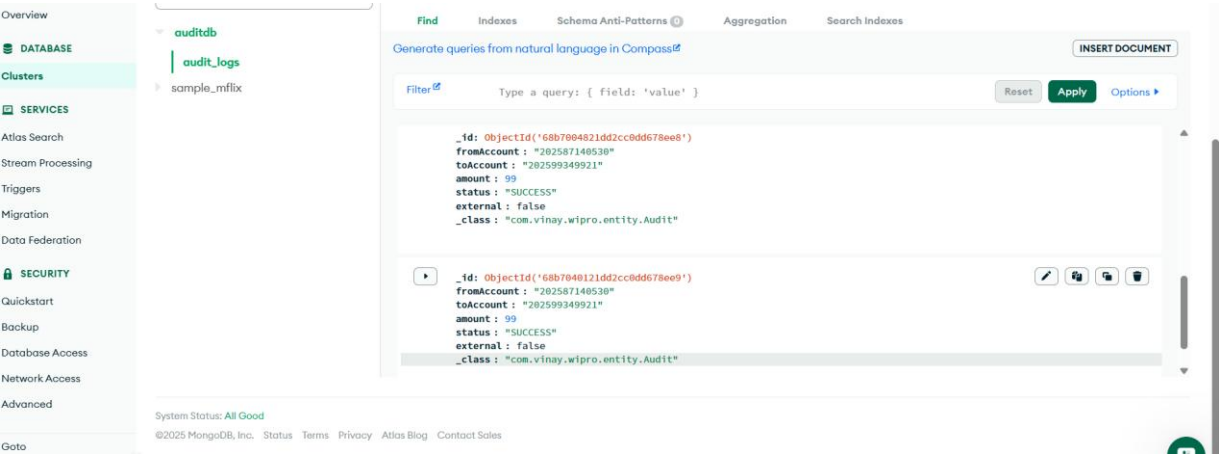 Overview
DATABASE
Clusters
SERVICES
Atlas Search
Stream Processing
Triggers
Migration
Data Federation
SECURITY
Quickstart
Backup
Database Access
Network Access
Advanced
Goto
auditdb
audit_logs
sample_mflix
Find Indexes Schema Anti-Patterns 0 Aggregation Search Indexes
Generate queries from natural language in Compass
INSERT DOCUMENT
Filter Type a query: { field: 'value' } Reset Apply Options
_id: ObjectId('68b7004821dd2cc0dd678ee8')
fromAccount : "202587140530"
toAccount : "202599349921"
amount : 99
status : "SUCCESS"
external : false
_class : "com.vinay.wipro.entity.Audit"
_id: ObjectId('68b7040121dd2cc0dd678ee9')
fromAccount : "202587140530"
toAccount : "202599349921"
amount : 99
status : "SUCCESS"
external : false
_class : "com.vinay.wipro.entity.Audit"
System Status: All Good
©2025 MongoDB, Inc. Status Terms Privacy Atlas Blog Contact Sales